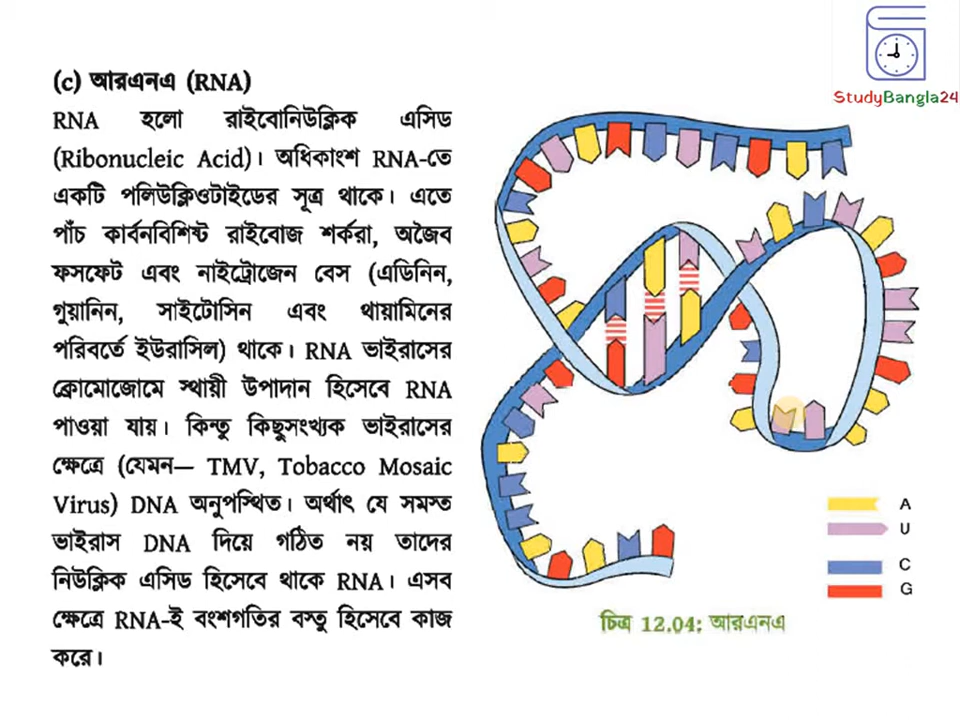 StudyBangla24
(c) আরএনএ (RNA)
RNA হলো রাইবোনিউক্লিক এসিড
(Ribonucleic Acid)। অধিকাংশ RNA-তে
একটি পলিউক্লিওটাইডের সূত্র থাকে। এতে
পাঁচ কার্বনবিশিষ্ট রাইবোজ শর্করা, অজৈব
ফসফেট এবং নাইট্রোজেন বেস (এডিনিন,
গুয়ানিন, সাইটোসিন এবং থায়ামিনের
পরিবর্তে ইউরাসিল) থাকে। RNA ভাইরাসের
ক্রোমোজোমে স্থায়ী উপাদান হিসেবে RNA
পাওয়া যায়। কিন্তু কিছুসংখ্যক ভাইরাসের
ক্ষেত্রে (যেমন— TMV, Tobacco Mosaic
Virus) DNA অনুপস্থিত। অর্থাৎ যে সমস্ত
ভাইরাস DNA দিয়ে গঠিত নয় তাদের
নিউক্লিক এসিড হিসেবে থাকে RNA। এসব
ক্ষেত্রে RNA-ই বংশগতির বস্তু হিসেবে কাজ
করে।
A
U
C
G
চিত্র 12.04: আরএনএ